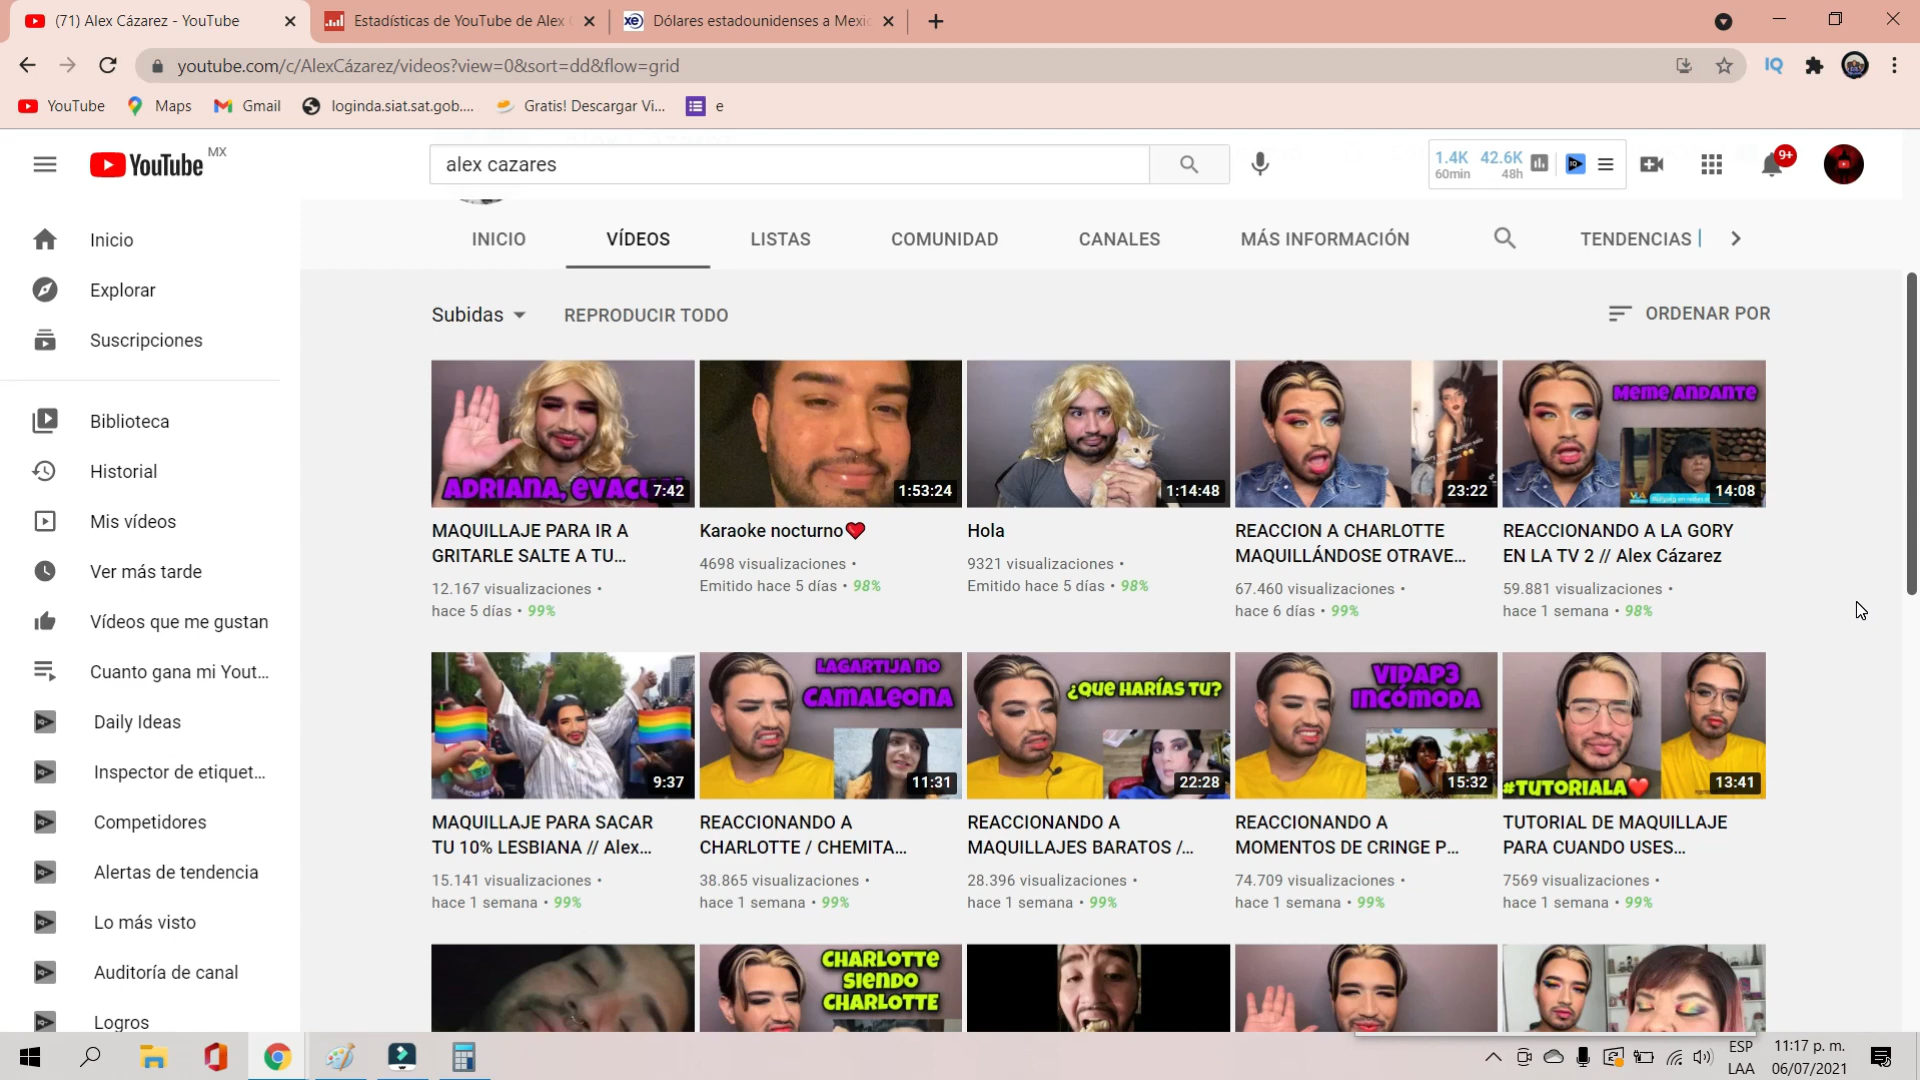 (71) Alex Cázarez - YouTube
Estadísticas de YouTube de Alex
Dólares estadounidenses a Mexi
youtube.com/c/AlexCázarez/videos?view=0&sort=dd&flow=grid
YouTube
Maps
Gmail
loginda.siat.sat.gob....
Gratis! Descargar Vi...
e
YouTube MX
alex cazares
1.4K 42.6K
60min 48h
9+
Inicio
Explorar
Suscripciones
Biblioteca
Historial
Mis vídeos
Ver más tarde
Vídeos que me gustan
Cuanto gana mi Yout...
Daily Ideas
Inspector de etiquet...
Competidores
Alertas de tendencia
Lo más visto
Auditoría de canal
Logros
INICIO VÍDEOS LISTAS COMUNIDAD CANALES MÁS INFORMACIÓN TENDENCIAS
Subidas REPRODUCIR TODO ORDENAR POR
ADRIANA, EVACU
7:42
MAQUILLAJE PARA IR A
GRITARLE SALTE A TU...
12.167 visualizaciones •
hace 5 días • 99%
1:53:24
Karaoke nocturno❤️
4698 visualizaciones •
Emitido hace 5 días • 98%
1:14:48
Hola
9321 visualizaciones •
Emitido hace 5 días • 98%
23:22
REACCION A CHARLOTTE
MAQUILLÁNDOSE OTRAVE...
67.460 visualizaciones •
hace 6 días • 99%
MEME ANDANTE
14:08
REACCIONANDO A LA GORY
EN LA TV 2 // Alex Cázarez
59.881 visualizaciones •
hace 1 semana • 98%
9:37
MAQUILLAJE PARA SACAR
TU 10% LESBIANA // Alex...
15.141 visualizaciones •
hace 1 semana • 99%
LAGARTIJA NO
CAMALEONA
11:31
REACCIONANDO A
CHARLOTTE / CHEMITA...
38.865 visualizaciones •
hace 1 semana • 99%
¿QUE HARÍAS TU?
22:28
REACCIONANDO A
MAQUILLAJES BARATOS /...
28.396 visualizaciones •
hace 1 semana • 99%
VIDAP3
INCÓMODA
15:32
REACCIONANDO A
MOMENTOS DE CRINGE P...
74.709 visualizaciones •
hace 1 semana • 99%
#TUTORIALA❤️
13:41
TUTORIAL DE MAQUILLAJE
PARA CUANDO USES...
7569 visualizaciones •
hace 1 semana • 99%
CHARLOTTE
SIENDO
CHARLOTTE
ESP
LAA
11:17 p. m.
06/07/2021